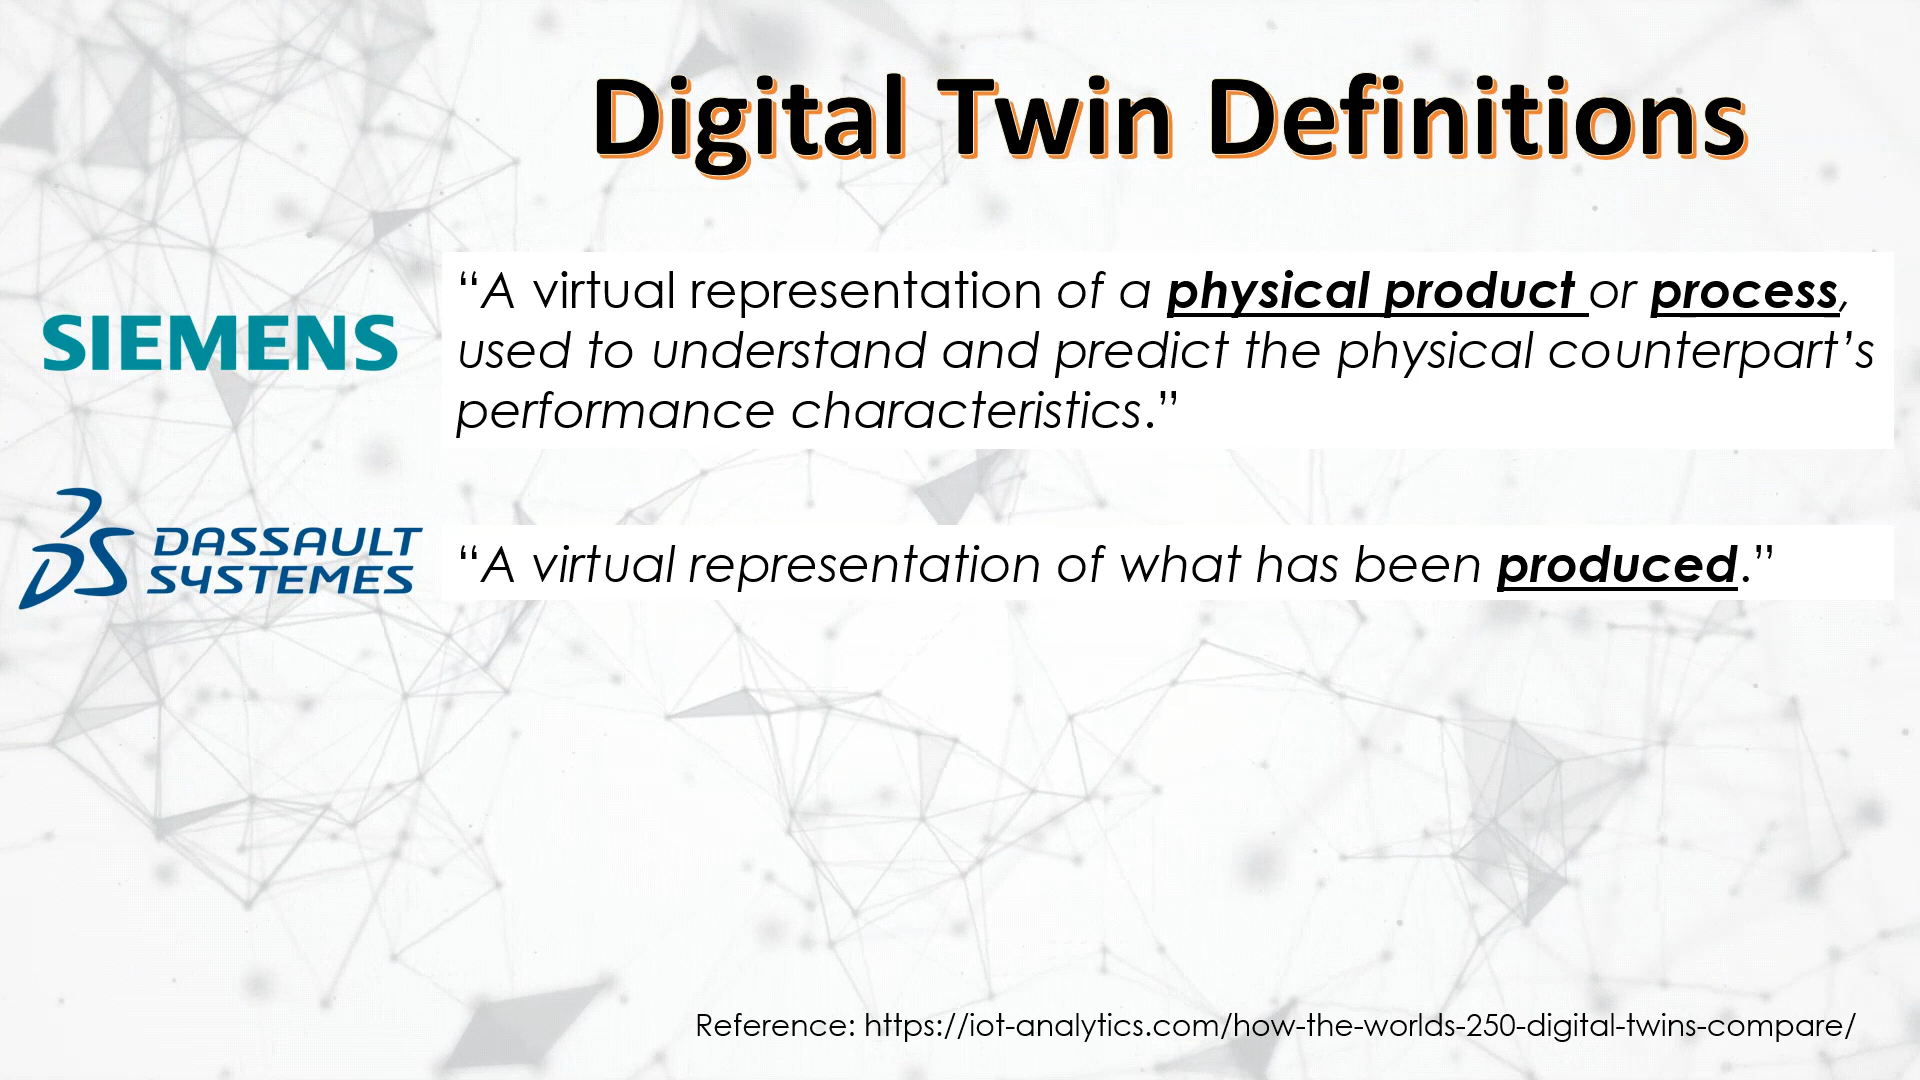 Digital Twin Definitions
SIEMENS
“A virtual representation of a physical product or process,
used to understand and predict the physical counterpart’s
performance characteristics.”
DS DASSAULT
SYSTEMES
“A virtual representation of what has been produced.”
Reference: https://iot-analytics.com/how-the-worlds-250-digital-twins-compare/